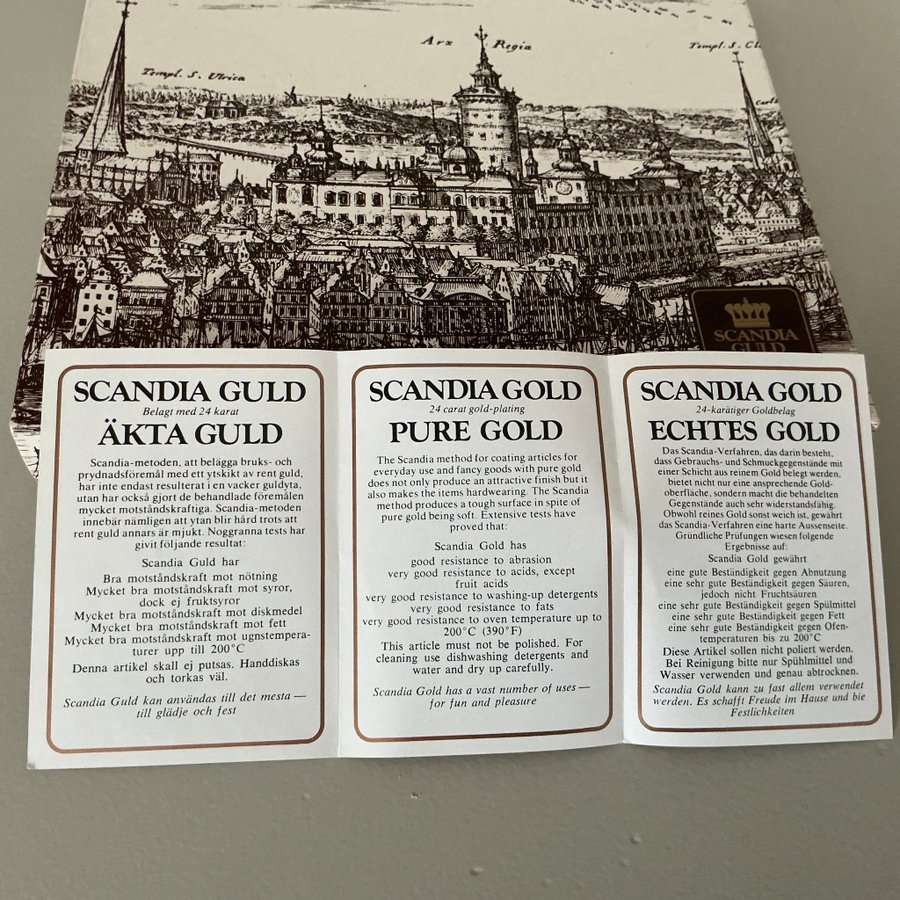 Arx Regia
Templ. S. Cl
Templ. S. Ulrica
SCANDIA
GULD
SCANDIA GULD
Belagt med 24 karat
ÄKTA GULD
Scandia-metoden, att belägga bruks- och
prydnadsföremål med ett ytskikt av rent guld,
har inte endast resulterat i en vacker guldyta,
utan har också gjort de behandlade föremålen
mycket motståndskraftiga. Scandia-metoden
innebär nämligen att ytan blir hård trots att
rent guld annars är mjukt. Noggranna tests har
givit följande resultat:
Scandia Guld har
Bra motståndskraft mot nötning
Mycket bra motståndskraft mot syror,
dock ej fruktsyror
Mycket bra motståndskraft mot diskmedel
Mycket bra motståndskraft mot fett
Mycket bra motståndskraft mot ugnstempera-
turer upp till 200°C
Denna artikel skall ej putsas. Handdiskas
och torkas väl.
Scandia Guld kan användas till det mesta —
till glädje och fest
SCANDIA GOLD
24 carat gold-plating
PURE GOLD
The Scandia method for coating articles for
everyday use and fancy goods with pure gold
does not only produce an attractive finish but it
also makes the items hardwearing. The Scandia
method produces a tough surface in spite of
pure gold being soft. Extensive tests have
proved that:
Scandia Gold has
good resistance to abrasion
very good resistance to acids, except
fruit acids
very good resistance to washing-up detergents
very good resistance to fats
very good resistance to oven temperature up to
200°C (390°F)
This article must not be polished. For
cleaning use dishwashing detergents and
water and dry up carefully.
Scandia Gold has a vast number of uses —
for fun and pleasure
SCANDIA GOLD
24-karätiger Goldbelag
ECHTES GOLD
Das Scandia-Verfahren, das darin besteht,
dass Gebrauchs- und Schmuckgegenstände mit
einer Schicht aus reinem Gold belegt werden,
bietet nicht nur eine ansprechende Gold-
oberfläche, sondern macht die behandelten
Gegenstände auch sehr widerstandsfähig.
Obwohl reines Gold sonst weich ist, gewährt
das Scandia-Verfahren eine harte Aussenseite.
Gründliche Prüfungen wiesen folgende
Ergebnisse auf:
Scandia Gold gewährt
eine gute Beständigkeit gegen Abnutzung
eine sehr gute Beständigkeit gegen Säuren,
jedoch nicht Fruchtsäuren
eine sehr gute Beständigkeit gegen Spülmittel
eine sehr gute Beständigkeit gegen Fett
eine sehr gute Beständigkeit gegen Ofen-
temperaturen bis zu 200°C
Diese Artikel sollen nicht poliert werden.
Bei Reinigung bitte nur Spühlmittel und
Wasser verwenden und genau abtrocknen.
Scandia Gold kann zu fast allem verwendet
werden. Es schafft Freude im Hause und bie
Festlichkeiten